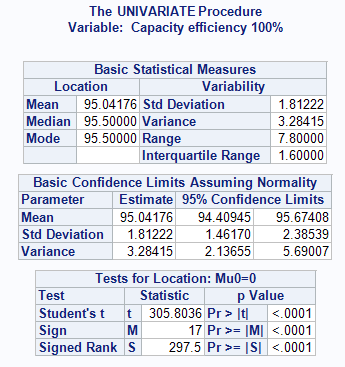 The UNIVARIATE Procedure
Variable: Capacity efficiency 100%
Basic Statistical Measures
Location Variability
Mean 95.04176 Std Deviation 1.81222
Median 95.50000 Variance 3.28415
Mode 95.50000 Range 7.80000
Interquartile Range 1.60000
Basic Confidence Limits Assuming Normality
Parameter Estimate 95% Confidence Limits
Mean 95.04176 94.40945 95.67408
Std Deviation 1.81222 1.46170 2.38539
Variance 3.28415 2.13655 5.69007
Tests for Location: Mu0=0
Test Statistic p Value
Student's t t 305.8036 Pr > |t| <.0001
Sign M 17 Pr >= |M| <.0001
Signed Rank S 297.5 Pr >= |S| <.0001